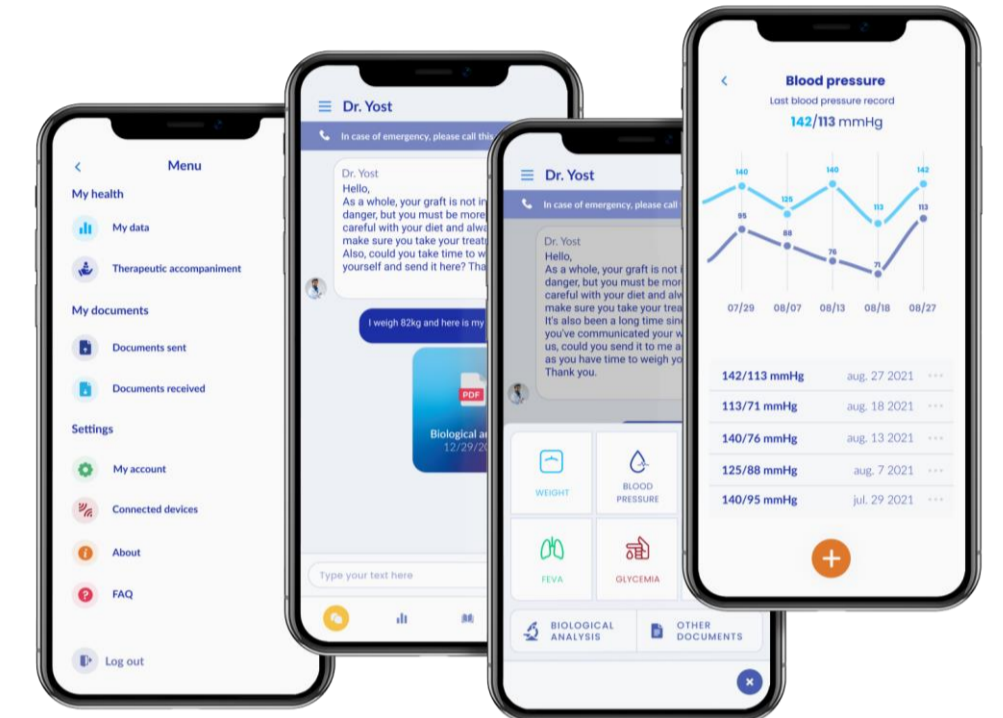 Menu
My health
My data
Therapeutic accompaniment
My documents
Documents sent
Documents received
Settings
My account
Connected devices
About
FAQ
Log out
Dr. Yost
In case of emergency, please call this
Dr. Yost
Hello,
As a whole, your graft is not in
danger, but you must be more
careful with your diet and
make sure you take your
Also, could you take time to
yourself and send it here?
I weigh 82kg and here is my
PDF
Biological
12/29/20
Type your text here
Dr. Yost
In case of emergency, please call
Dr. Yost
Hello,
As a whole, your graft is not
danger, but you must be
careful with your diet and
make sure you take your
It's also been a long time
you've communicated your
us, could you send it to me
as you have time to weigh
Thank you.
WEIGHT
BLOOD
PRESSURE
FEVA
GLYCEMIA
BIOLOGICAL
ANALYSIS
OTHER
DOCUMENTS
Blood pressure
Last blood pressure record
142/113 mmHg
140
125
140
113
142
95
88
76
71
113
07/29 08/07 08/13 08/18 08/27
142/113 mmHg aug. 27 2021
113/71 mmHg aug. 18 2021
140/76 mmHg aug. 13 2021
125/88 mmHg aug. 7 2021
140/95 mmHg jul. 29 2021